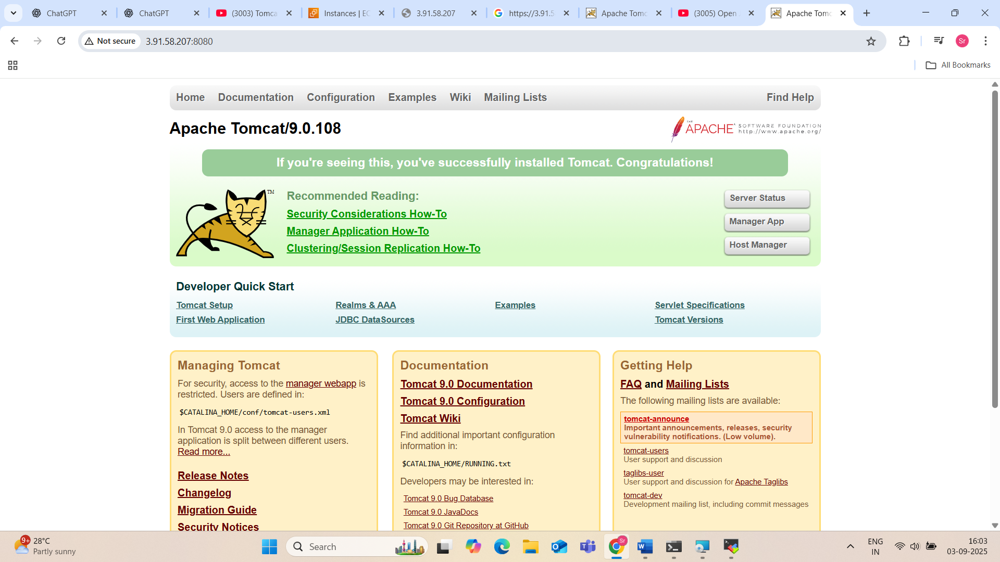 ChatGPT
ChatGPT
(3003) Tomca
Instances | EC
3.91.58.207
https://3.91.5
Apache Tomc
(3005) Open
Apache Tomc
Not secure
3.91.58.207:8080
Sr
All Bookmarks
Home
Documentation
Configuration
Examples
Wiki
Mailing Lists
Find Help
Apache Tomcat/9.0.108
THE APACHE SOFTWARE FOUNDATION
http://www.apache.org/
If you're seeing this, you've successfully installed Tomcat. Congratulations!
TM
Recommended Reading:
Security Considerations How-To
Manager Application How-To
Clustering/Session Replication How-To
Server Status
Manager App
Host Manager
Developer Quick Start
Tomcat Setup
First Web Application
Realms & AAA
JDBC DataSources
Examples
Servlet Specifications
Tomcat Versions
Managing Tomcat
For security, access to the manager webapp is
restricted. Users are defined in:
$CATALINA_HOME/conf/tomcat-users.xml
In Tomcat 9.0 access to the manager
application is split between different users.
Read more...
Release Notes
Changelog
Migration Guide
Security Notices
Documentation
Tomcat 9.0 Documentation
Tomcat 9.0 Configuration
Tomcat Wiki
Find additional important configuration
information in:
$CATALINA_HOME/RUNNING.txt
Developers may be interested in:
Tomcat 9.0 Bug Database
Tomcat 9.0 JavaDocs
Tomcat 9.0 Git Repository at GitHub
Getting Help
FAQ and Mailing Lists
The following mailing lists are available:
tomcat-announce
Important announcements, releases, security
vulnerability notifications. (Low volume).
tomcat-users
User support and discussion
taglibs-user
User support and discussion for Apache Taglibs
tomcat-dev
Development mailing list, including commit messages
9+
28°C
Partly sunny
Search
Sr
ENG
IN
16:03
03-09-2025